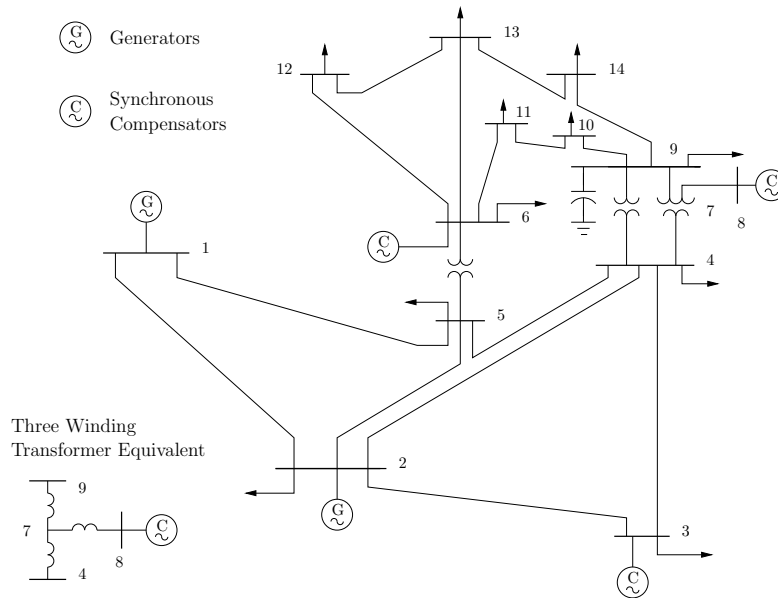 G
Generators
C
Synchronous
Compensators
13
12
14
11
10
9
C
7
8
G
1
6
C
4
5
Three Winding
Transformer Equivalent
9
7
C
8
4
2
G
3
C